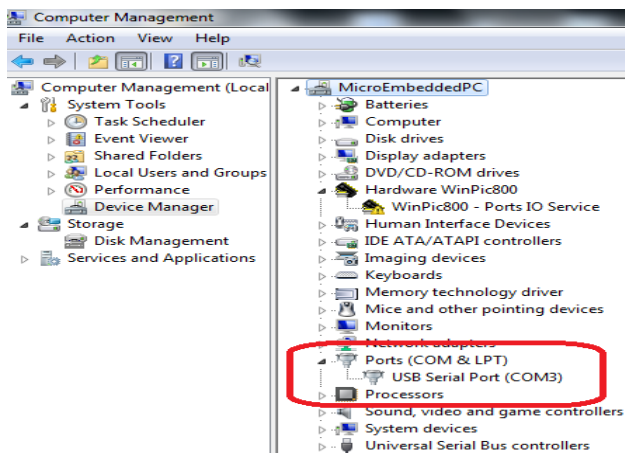 Computer Management
File Action View Help
Computer Management (Local
System Tools
Task Scheduler
Event Viewer
Shared Folders
Local Users and Groups
Performance
Device Manager
Storage
Disk Management
Services and Applications
MicroEmbeddedPC
Batteries
Computer
Disk drives
Display adapters
DVD/CD-ROM drives
Hardware WinPic800
WinPic800 - Ports IO Service
Human Interface Devices
IDE ATA/ATAPI controllers
Imaging devices
Keyboards
Memory technology driver
Mice and other pointing devices
Monitors
Network adapters
Ports (COM & LPT)
USB Serial Port (COM3)
Processors
Sound, video and game controllers
System devices
Universal Serial Bus controllers